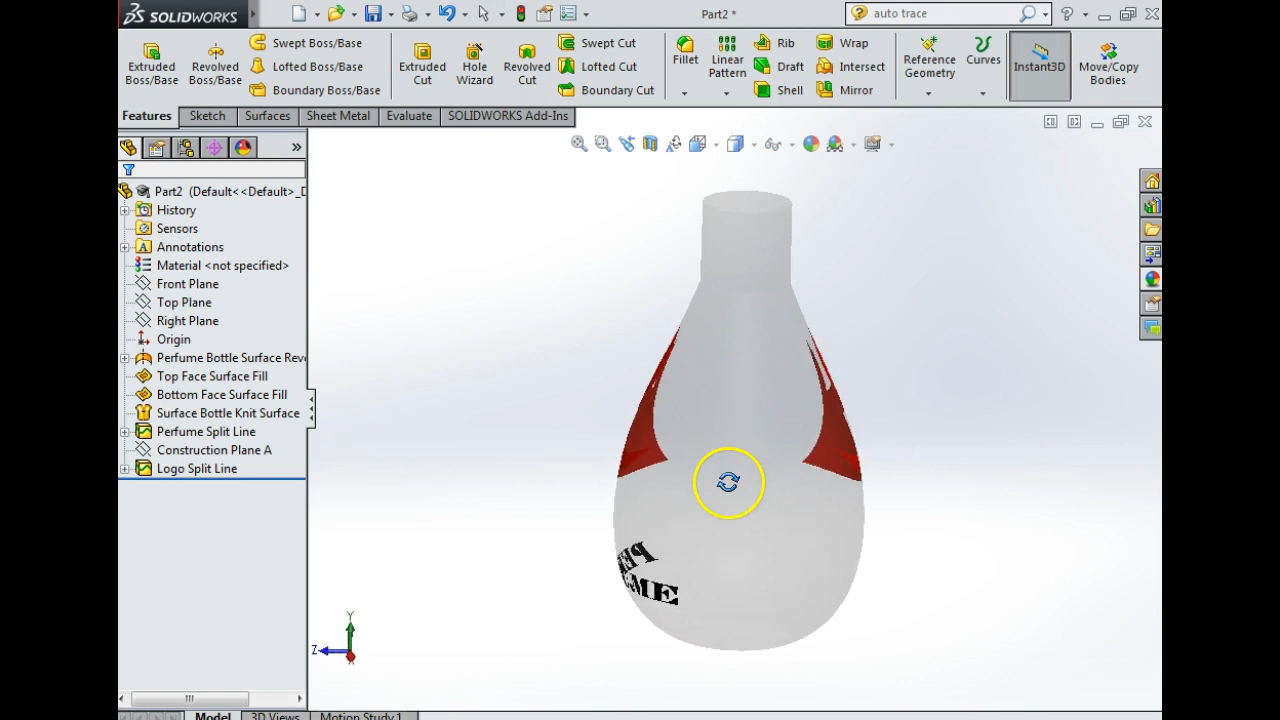 SOLIDWORKS
Part2 *
auto trace
Extruded Boss/Base
Revolved Boss/Base
Swept Boss/Base
Lofted Boss/Base
Boundary Boss/Base
Extruded Cut
Hole Wizard
Revolved Cut
Swept Cut
Lofted Cut
Boundary Cut
Fillet
Linear Pattern
Rib
Draft
Shell
Wrap
Intersect
Mirror
Reference Geometry
Curves
Instant3D
Move/Copy Bodies
Features
Sketch
Surfaces
Sheet Metal
Evaluate
SOLIDWORKS Add-Ins
Part2 (Default<<Default>_D
History
Sensors
Annotations
Material <not specified>
Front Plane
Top Plane
Right Plane
Origin
Perfume Bottle Surface Rev
Top Face Surface Fill
Bottom Face Surface Fill
Surface Bottle Knit Surface
Perfume Split Line
Construction Plane A
Logo Split Line
Y
Z
Model
3D Views
Motion Study 1